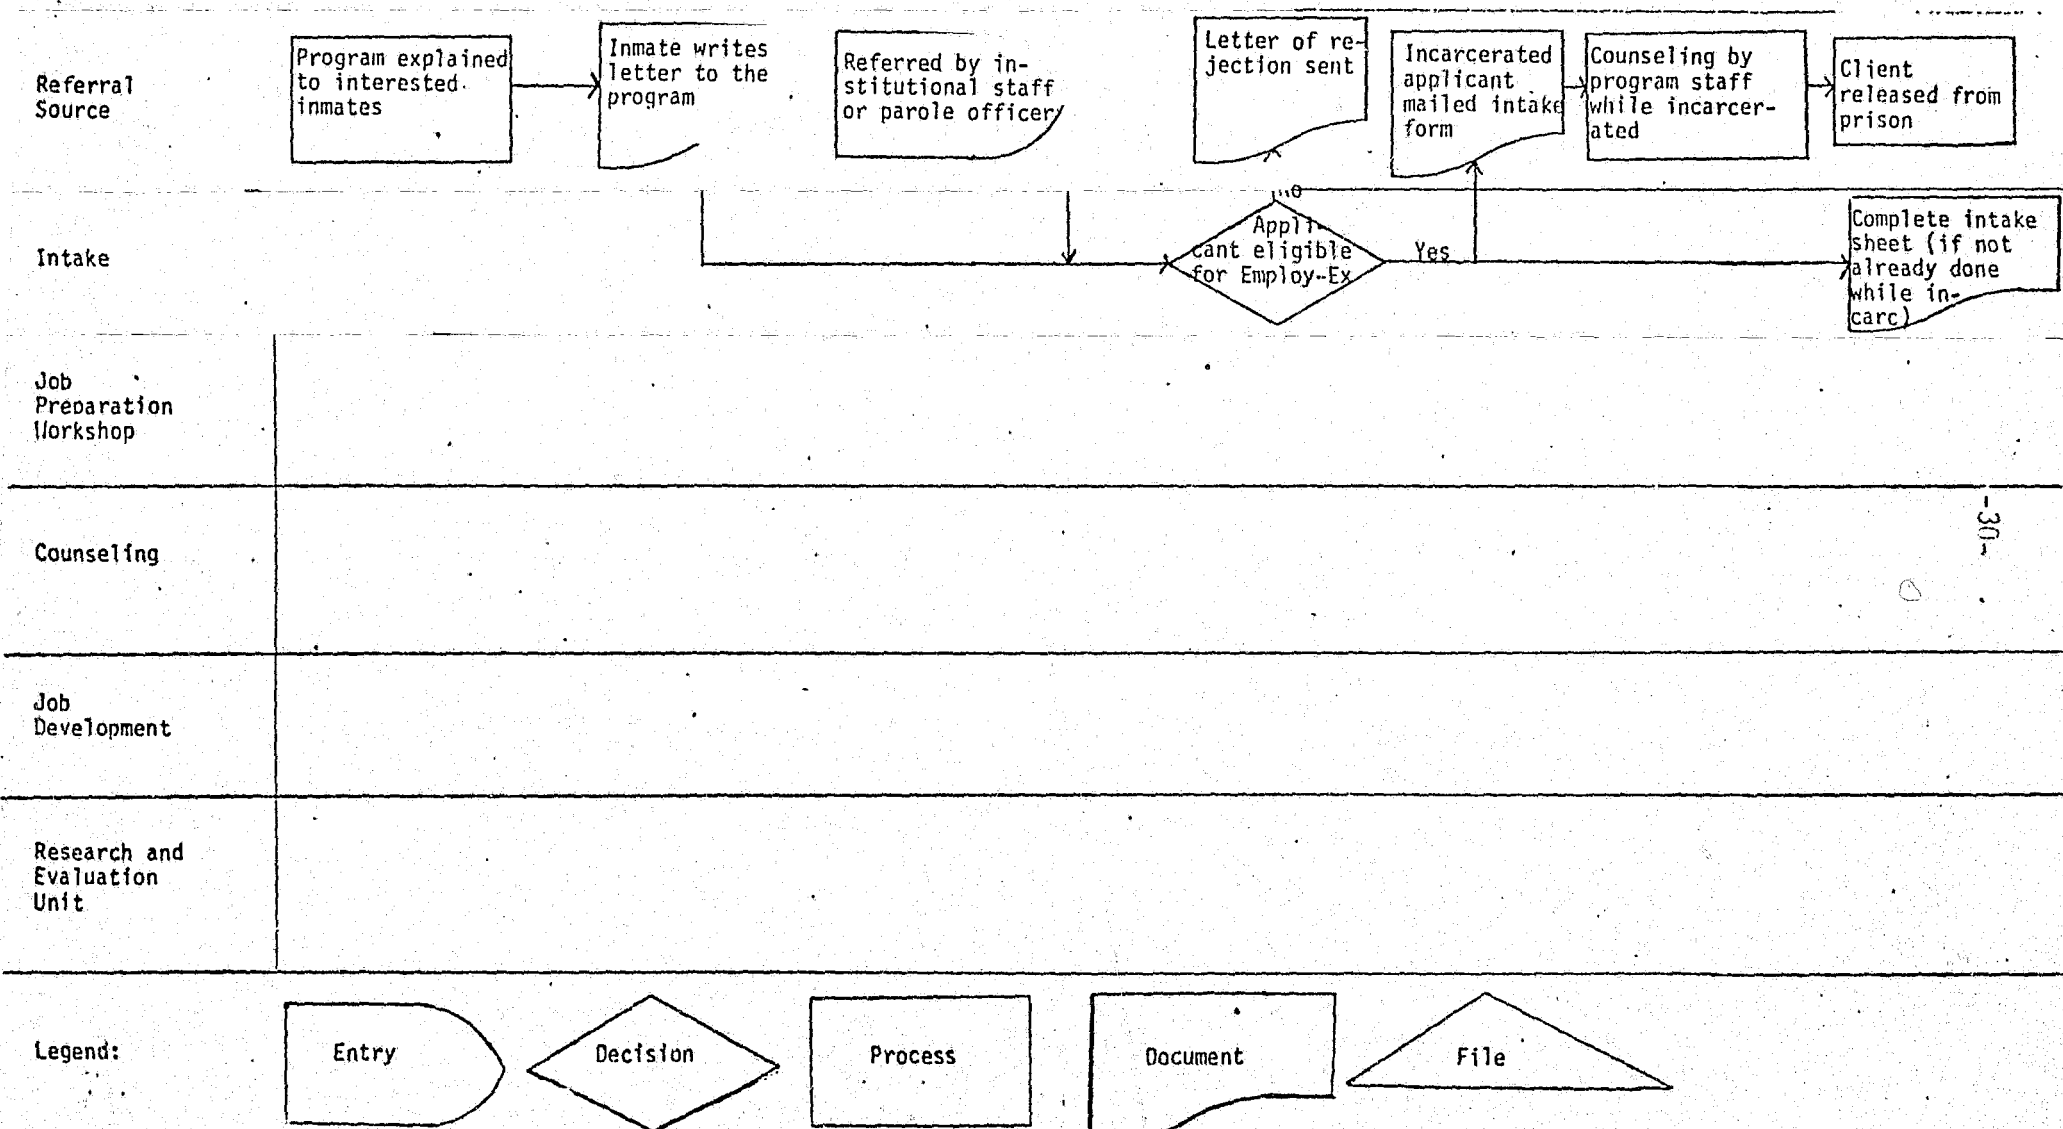 Referral
Source
Program explained
to interested
inmates
Inmate writes
letter to the
program
Referred by in-
stitutional staff
or parole officer
Letter of re-
jection sent
Incarcerated
applicant
mailed intake
form
Counseling by
program staff
while incarcer-
ated
Client
released from
prison
Intake
no
Appli-
cant eligible
for Employ-Ex
Yes
Complete intake
sheet (if not
already done
while in-
carc)
Job
Preparation
Workshop
Counseling
-30-
Job
Development
Research and
Evaluation
Unit
Legend:
Entry
Decision
Process
Document
File